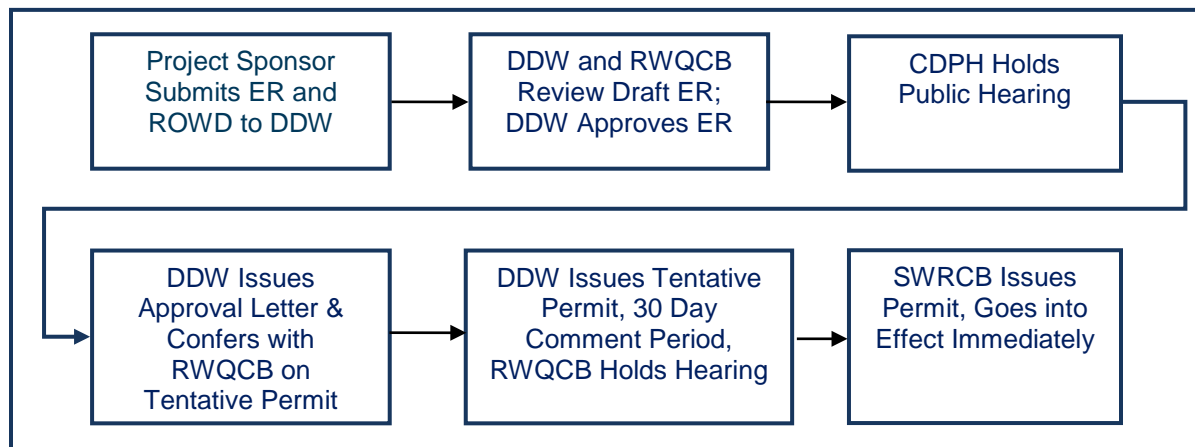 Project Sponsor
Submits ER and
ROWD to DDW
DDW and RWQCB
Review Draft ER;
DDW Approves ER
CDPH Holds
Public Hearing
DDW Issues
Approval Letter &
Confers with
RWQCB on
Tentative Permit
DDW Issues Tentative
Permit, 30 Day
Comment Period,
RWQCB Holds Hearing
SWRCB Issues
Permit, Goes into
Effect Immediately